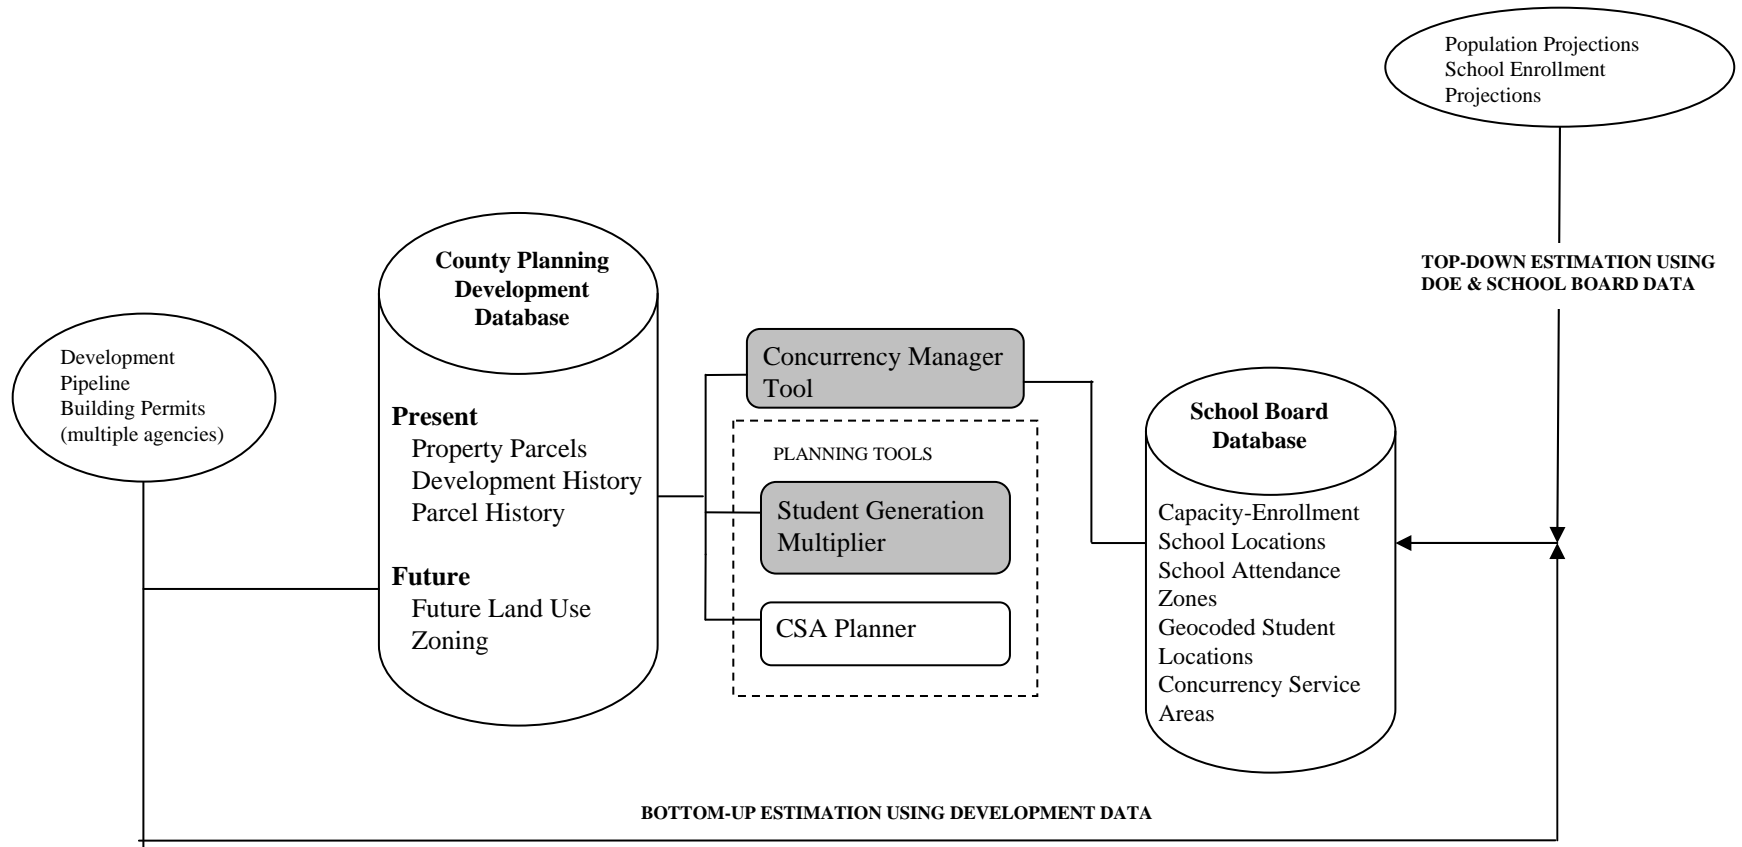 Population Projections
School Enrollment
Projections
TOP-DOWN ESTIMATION USING
DOE & SCHOOL BOARD DATA
County Planning
Development
Database
Present
Property Parcels
Development History
Parcel History
Future
Future Land Use
Zoning
Development
Pipeline
Building Permits
(multiple agencies)
Concurrency Manager
Tool
PLANNING TOOLS
Student Generation
Multiplier
CSA Planner
School Board
Database
Capacity-Enrollment
School Locations
School Attendance
Zones
Geocoded Student
Locations
Concurrency Service
Areas
BOTTOM-UP ESTIMATION USING DEVELOPMENT DATA